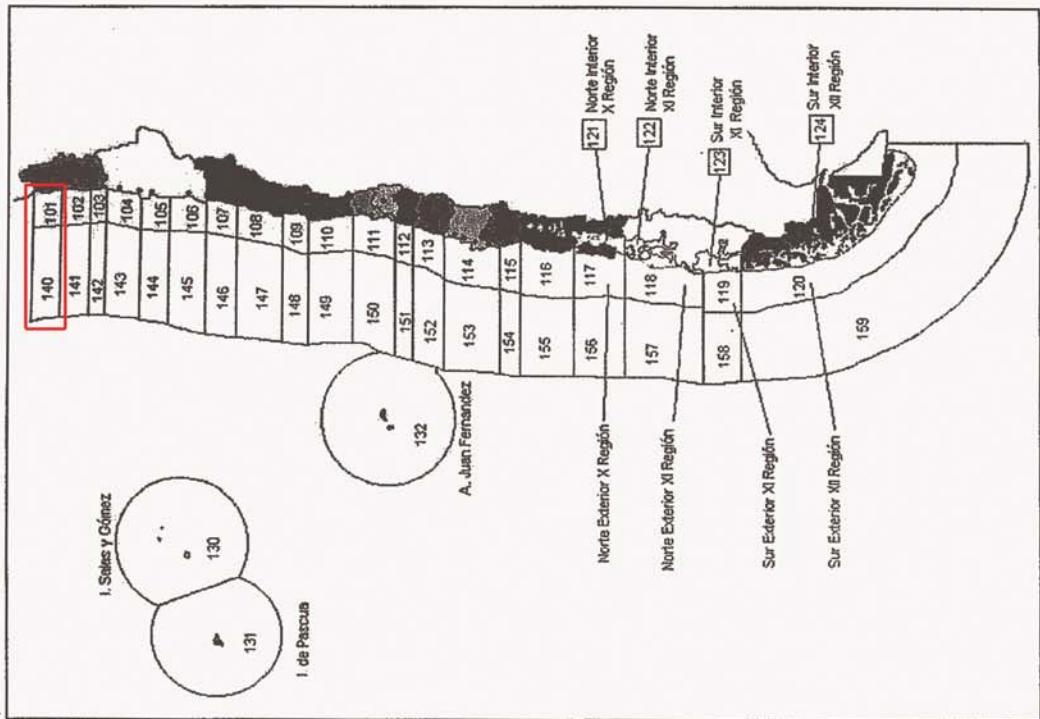 101
102
103
104
105
106
107
108
109
110
111
112
113
114
115
116
117
118
119
120
140
141
142
143
144
145
146
147
148
149
150
151
152
153
154
155
156
157
158
159
121 Norte Interior
X Región
122 Norte Interior
XI Región
123 Sur Interior
XI Región
124 Sur Interior
XII Región
Norte Exterior X Región
Norte Exterior XI Región
Sur Exterior XI Región
Sur Exterior XII Región
132
A. Juan Fernandez
I. Salas y Gómez
130
131
I. de Pascua